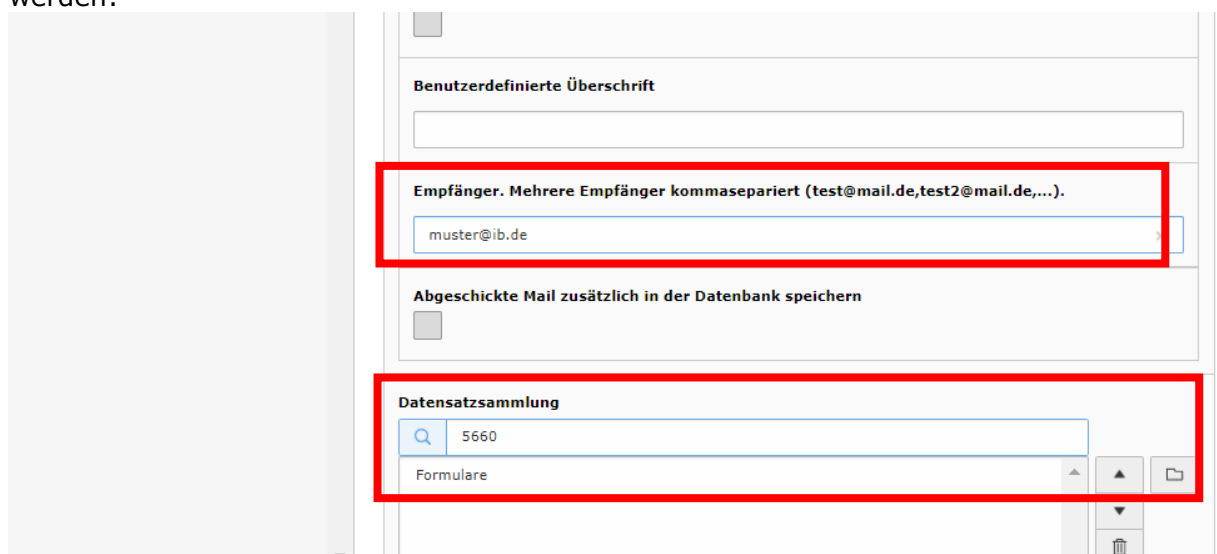 werden:
Benutzerdefinierte Überschrift
Empfänger. Mehrere Empfänger kommasepariert (test@mail.de,test2@mail.de,...).
muster@ib.de
Abgeschickte Mail zusätzlich in der Datenbank speichern
Datensatzsammlung
5660
Formulare